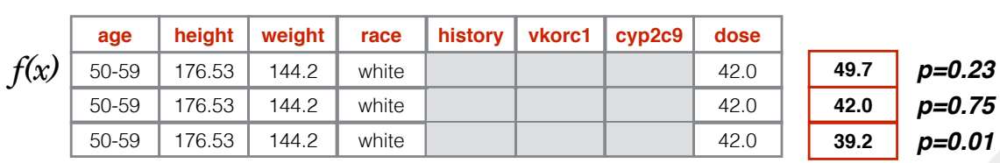 age height weight race history vkorc1 cyp2c9 dose
f(x) 50-59 176.53 144.2 white 42.0 49.7 p=0.23
50-59 176.53 144.2 white 42.0 42.0 p=0.75
50-59 176.53 144.2 white 42.0 39.2 p=0.01